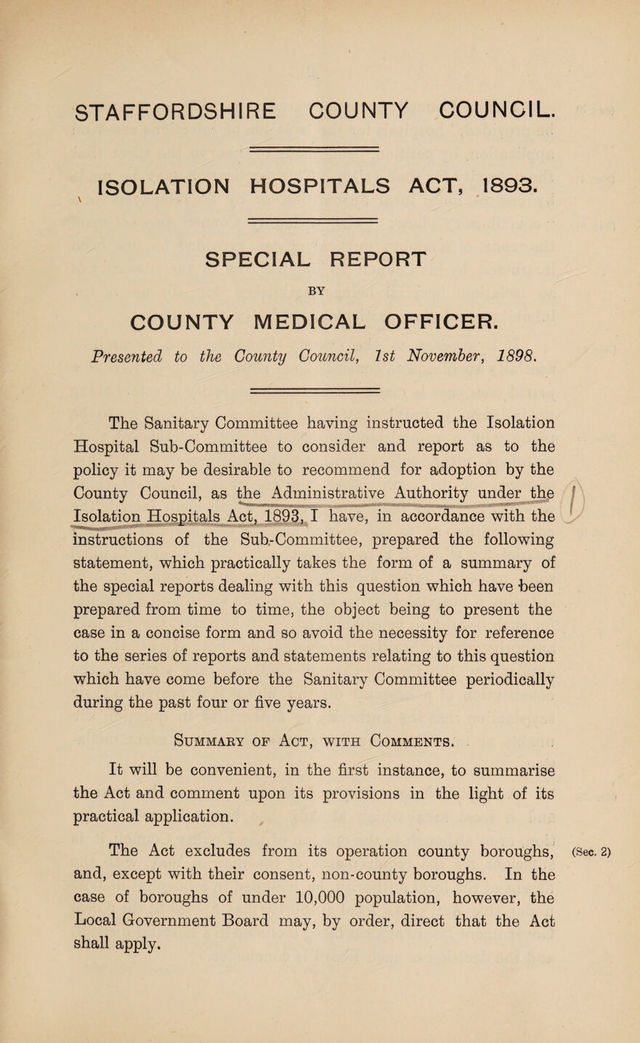 STAFFORDSHIRE COUNTY COUNCIL.
ISOLATION HOSPITALS ACT, 1893.
SPECIAL REPORT
BY
COUNTY MEDICAL OFFICER.
Presented to the County Council, 1st November, 1898.
The Sanitary Committee having instructed the Isolation
Hospital Sub-Committee to consider and report as to the
policy it may be desirable to recommend for adoption by the
County Council, as the Administrative Authority under the
Isolation Hospitals Act, 1893, I have, in accordance with the
instructions of the Sub-Committee, prepared the following
statement, which practically takes the form of a summary of
the special reports dealing with this question which have been
prepared from time to time, the object being to present the
case in a concise form and so avoid the necessity for reference
to the series of reports and statements relating to this question
which have come before the Sanitary Committee periodically
during the past four or five years.
SUMMARY OF ACT, WITH COMMENTS.
It will be convenient, in the first instance, to summarise
the Act and comment upon its provisions in the light of its
practical application.
The Act excludes from its operation county boroughs, (Sec. 2)
and, except with their consent, non-county boroughs. In the
case of boroughs of under 10,000 population, however, the
Local Government Board may, by order, direct that the Act
shall apply.